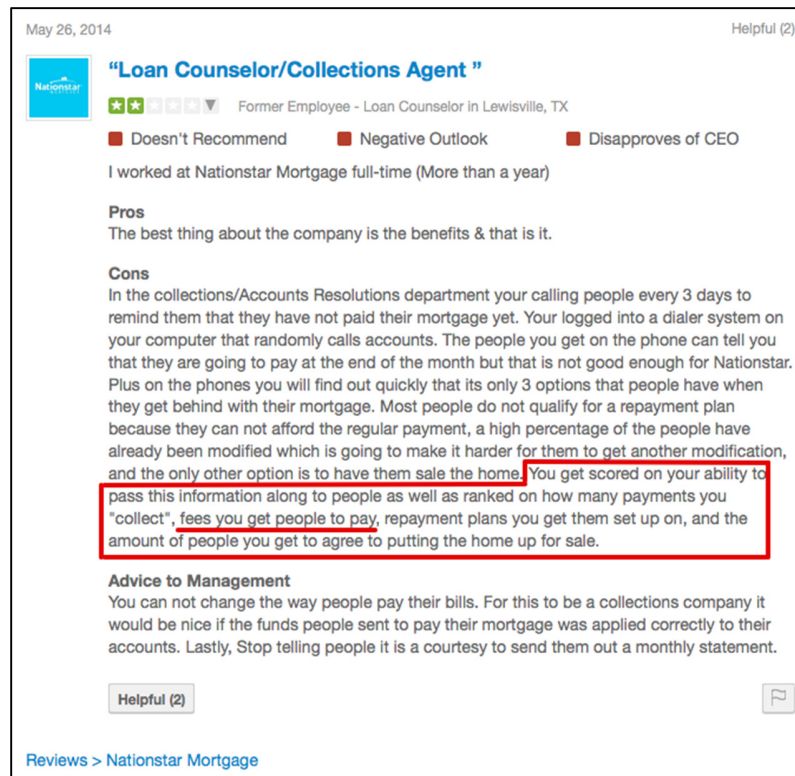 May 26, 2014 Helpful (2)
Nationstar
MORTGAGE
“Loan Counselor/Collections Agent ”
Former Employee - Loan Counselor in Lewisville, TX
Doesn't Recommend Negative Outlook Disapproves of CEO
I worked at Nationstar Mortgage full-time (More than a year)
Pros
The best thing about the company is the benefits & that is it.
Cons
In the collections/Accounts Resolutions department your calling people every 3 days to
remind them that they have not paid their mortgage yet. Your logged into a dialer system on
your computer that randomly calls accounts. The people you get on the phone can tell you
that they are going to pay at the end of the month but that is not good enough for Nationstar.
Plus on the phones you will find out quickly that its only 3 options that people have when
they get behind with their mortgage. Most people do not qualify for a repayment plan
because they can not afford the regular payment, a high percentage of the people have
already been modified which is going to make it harder for them to get another modification,
and the only other option is to have them sale the home. You get scored on your ability to
pass this information along to people as well as ranked on how many payments you
"collect", fees you get people to pay, repayment plans you get them set up on, and the
amount of people you get to agree to putting the home up for sale.
Advice to Management
You can not change the way people pay their bills. For this to be a collections company it
would be nice if the funds people sent to pay their mortgage was applied correctly to their
accounts. Lastly, Stop telling people it is a courtesy to send them out a monthly statement.
Helpful (2)
Reviews > Nationstar Mortgage